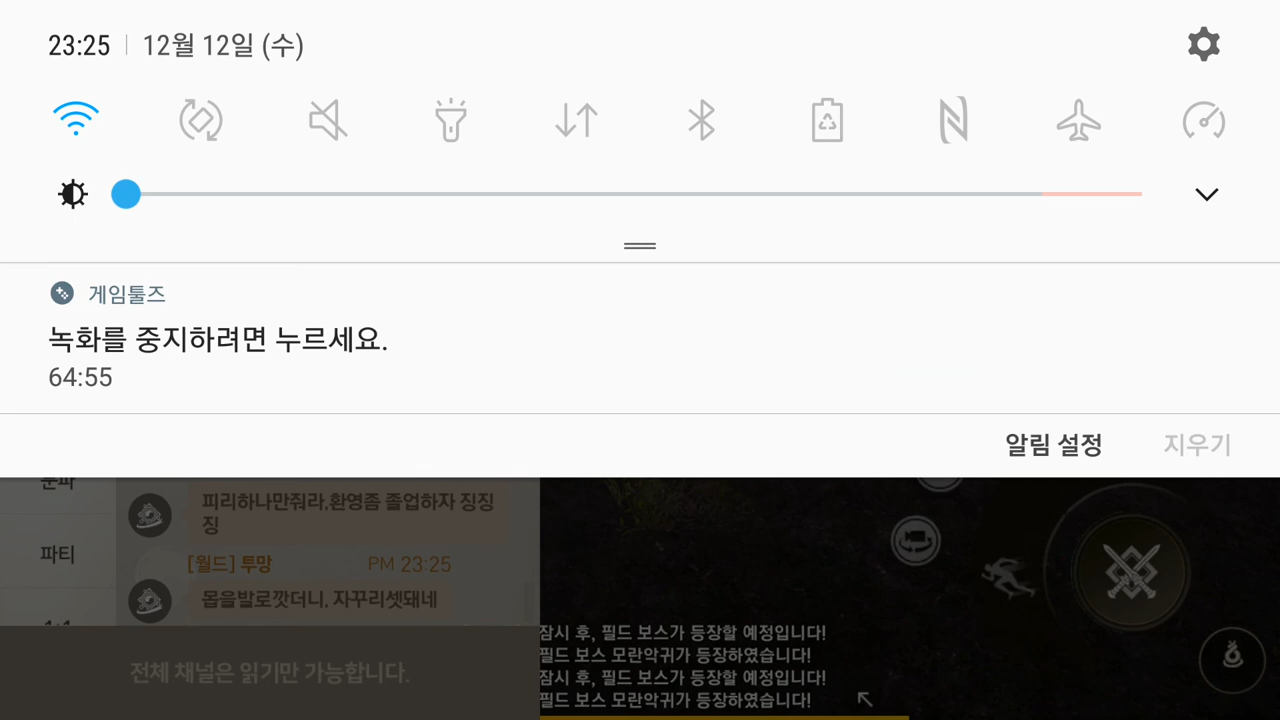 23:25 | 12월 12일 (수)
게임툴즈
녹화를 중지하려면 누르세요.
64:55
알림 설정 지우기
문파
피리하나만줘라.환영좀 졸업하자 징징
징
파티
[월드] 투망 PM 23:25
몹을발로깟더니, 자꾸리셋돼네
1:1
전체 채널은 읽기만 가능합니다.
잠시 후, 필드 보스가 등장할 예정입니다!
필드 보스 모란악귀가 등장하였습니다!
잠시 후, 필드 보스가 등장할 예정입니다!
필드 보스 모란악귀가 등장하였습니다!